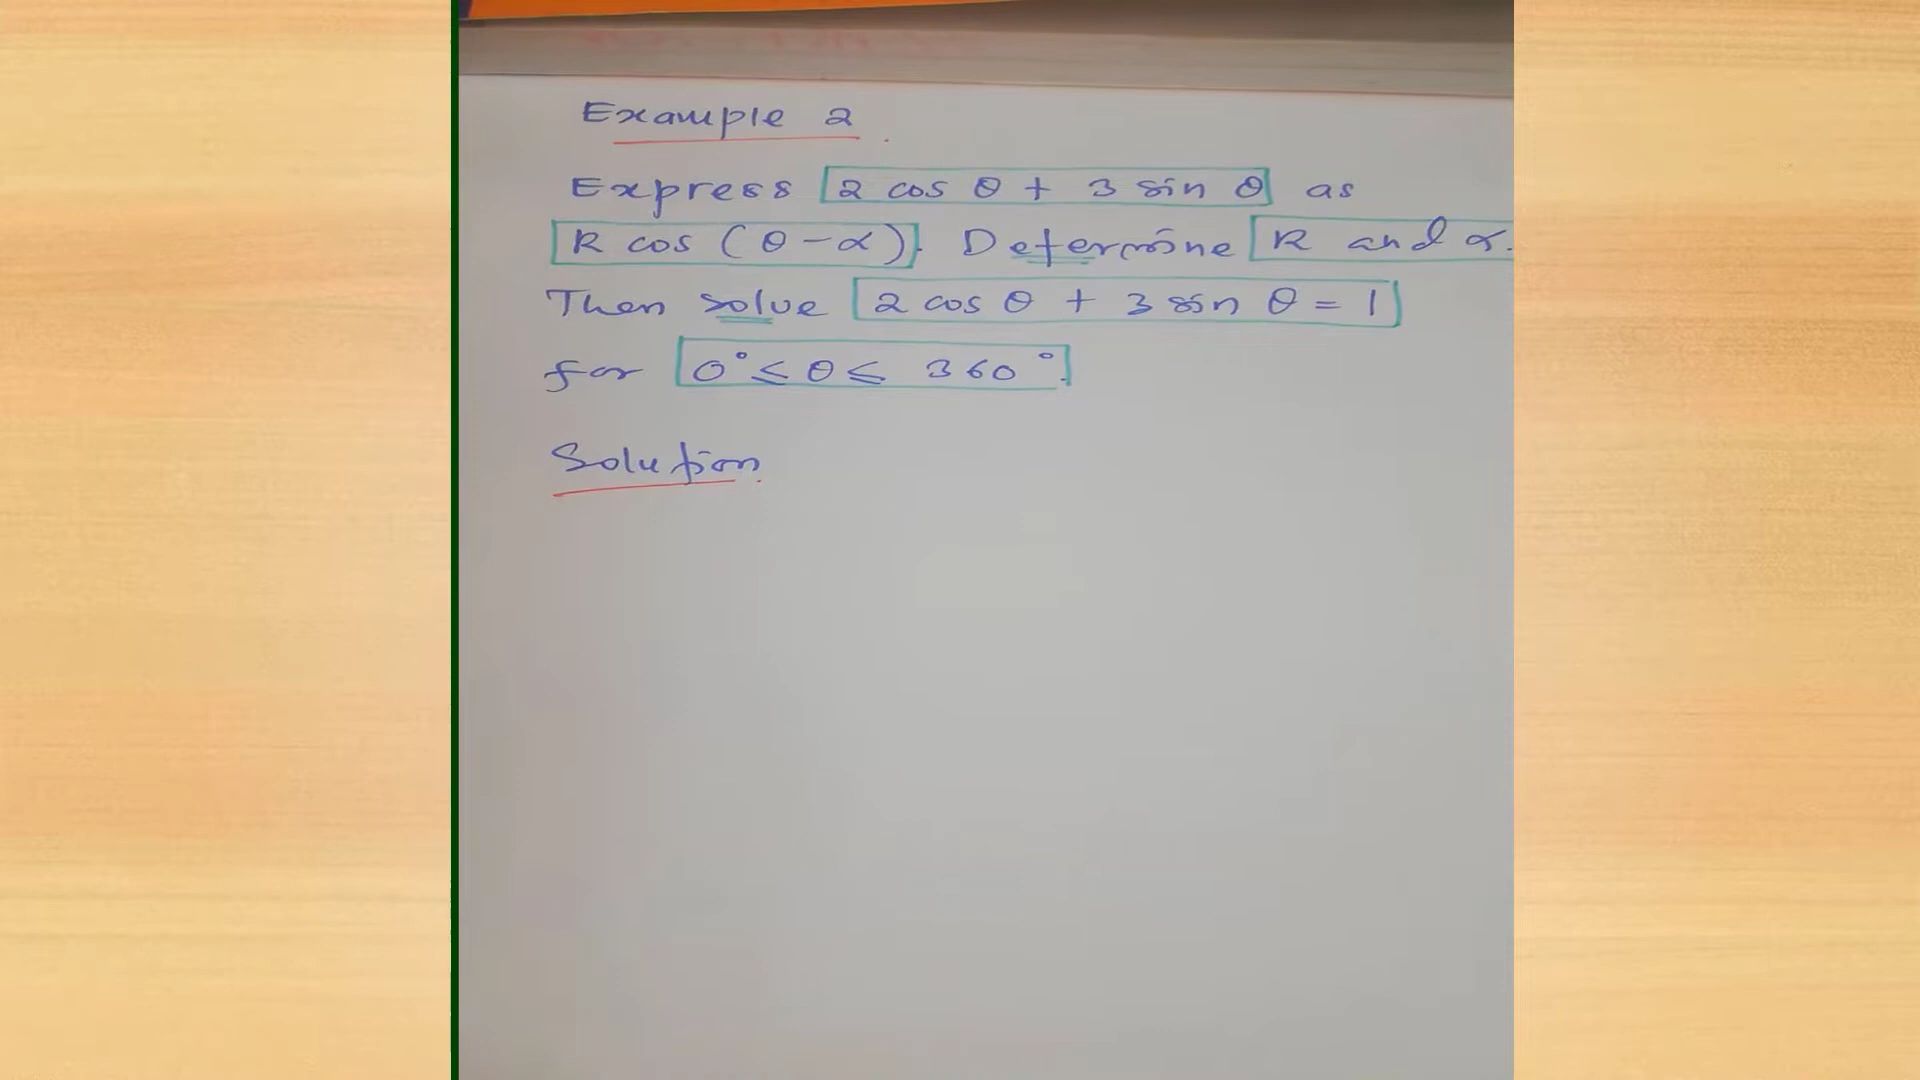 Example 2
Express 2 cos θ + 3 sin θ as
R cos (θ - α). Determine R and α.
Then solve 2 cos θ + 3 sin θ = 1
for 0° ≤ θ ≤ 360°.
Solution